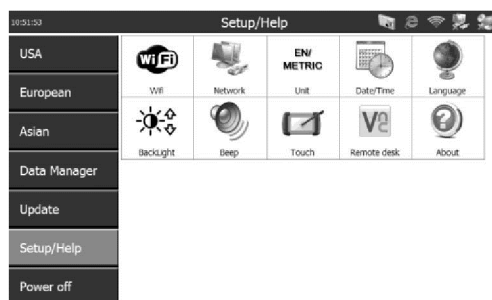 10:51:53 Setup/Help
USA
European
Asian
Data Manager
Update
Setup/Help
Power off
WiFi
EN/
METRIC
Wifi Network Unit Date/Time Language
VNC
BackLight Beep Touch Remote desk About